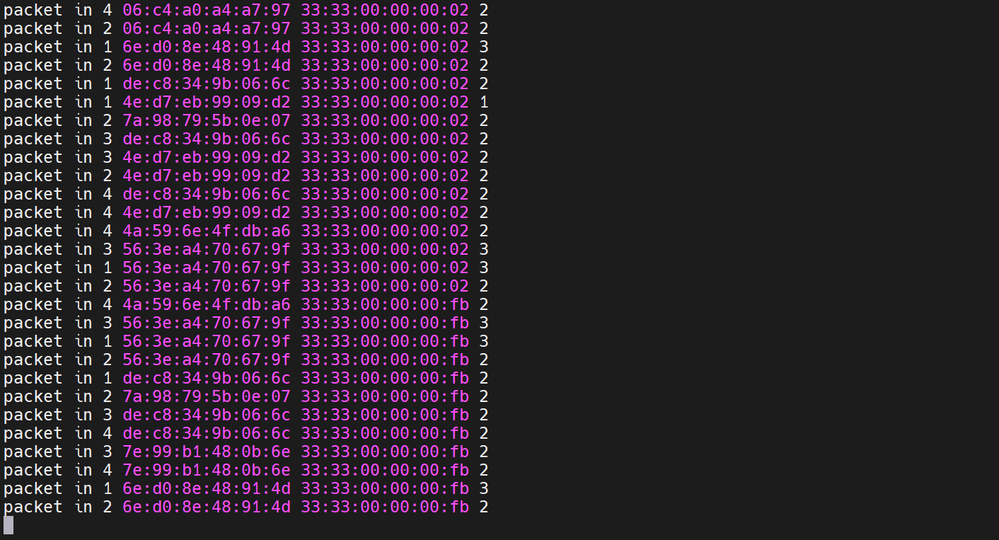 packet in 4 06:c4:a0:a4:a7:97 33:33:00:00:00:02 2
packet in 2 06:c4:a0:a4:a7:97 33:33:00:00:00:02 2
packet in 1 6e:d0:8e:48:91:4d 33:33:00:00:00:02 3
packet in 2 6e:d0:8e:48:91:4d 33:33:00:00:00:02 2
packet in 1 de:c8:34:9b:06:6c 33:33:00:00:00:02 2
packet in 1 4e:d7:eb:99:09:d2 33:33:00:00:00:02 1
packet in 2 7a:98:79:5b:0e:07 33:33:00:00:00:02 2
packet in 3 de:c8:34:9b:06:6c 33:33:00:00:00:02 2
packet in 3 4e:d7:eb:99:09:d2 33:33:00:00:00:02 2
packet in 2 4e:d7:eb:99:09:d2 33:33:00:00:00:02 2
packet in 4 de:c8:34:9b:06:6c 33:33:00:00:00:02 2
packet in 4 4e:d7:eb:99:09:d2 33:33:00:00:00:02 2
packet in 4 4a:59:6e:4f:db:a6 33:33:00:00:00:02 2
packet in 3 56:3e:a4:70:67:9f 33:33:00:00:00:02 3
packet in 1 56:3e:a4:70:67:9f 33:33:00:00:00:02 3
packet in 2 56:3e:a4:70:67:9f 33:33:00:00:00:02 2
packet in 4 4a:59:6e:4f:db:a6 33:33:00:00:00:fb 2
packet in 3 56:3e:a4:70:67:9f 33:33:00:00:00:fb 3
packet in 1 56:3e:a4:70:67:9f 33:33:00:00:00:fb 3
packet in 2 56:3e:a4:70:67:9f 33:33:00:00:00:fb 2
packet in 1 de:c8:34:9b:06:6c 33:33:00:00:00:fb 2
packet in 2 7a:98:79:5b:0e:07 33:33:00:00:00:fb 2
packet in 3 de:c8:34:9b:06:6c 33:33:00:00:00:fb 2
packet in 4 de:c8:34:9b:06:6c 33:33:00:00:00:fb 2
packet in 3 7e:99:b1:48:0b:6e 33:33:00:00:00:fb 2
packet in 4 7e:99:b1:48:0b:6e 33:33:00:00:00:fb 2
packet in 1 6e:d0:8e:48:91:4d 33:33:00:00:00:fb 3
packet in 2 6e:d0:8e:48:91:4d 33:33:00:00:00:fb 2